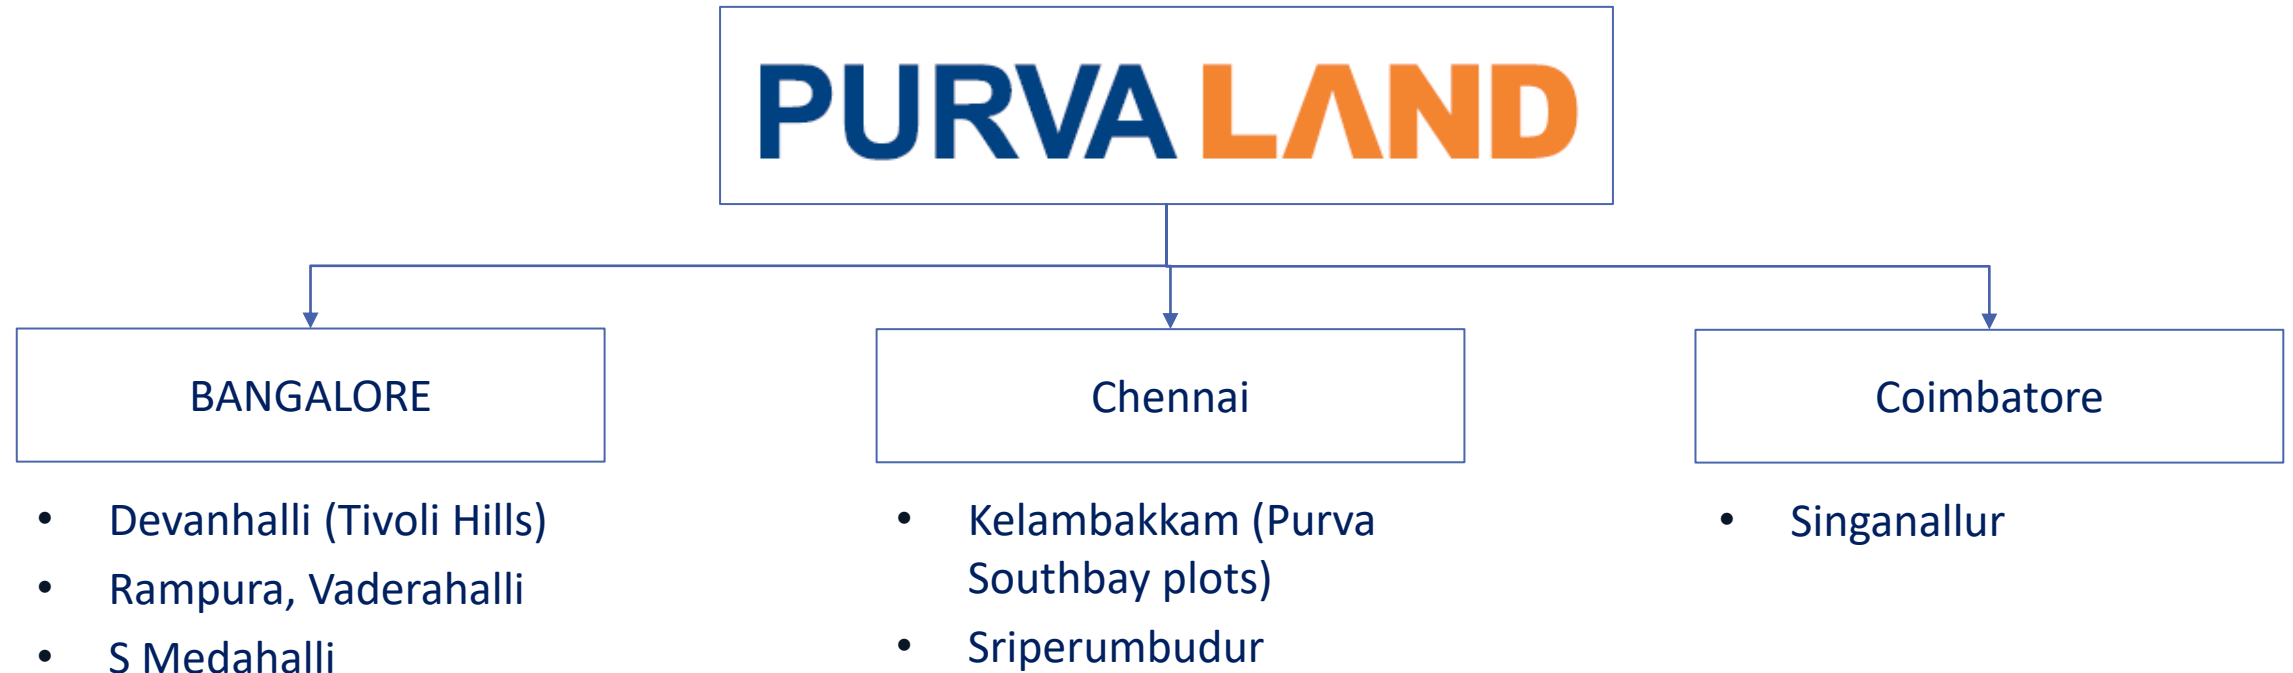 PURVA LAND
BANGALORE
Chennai
Coimbatore
• Devanhalli (Tivoli Hills)
• Rampura, Vaderahalli
• S Medahalli
• Kelambakkam (Purva
Southbay plots)
• Sriperumbudur
• Singanallur